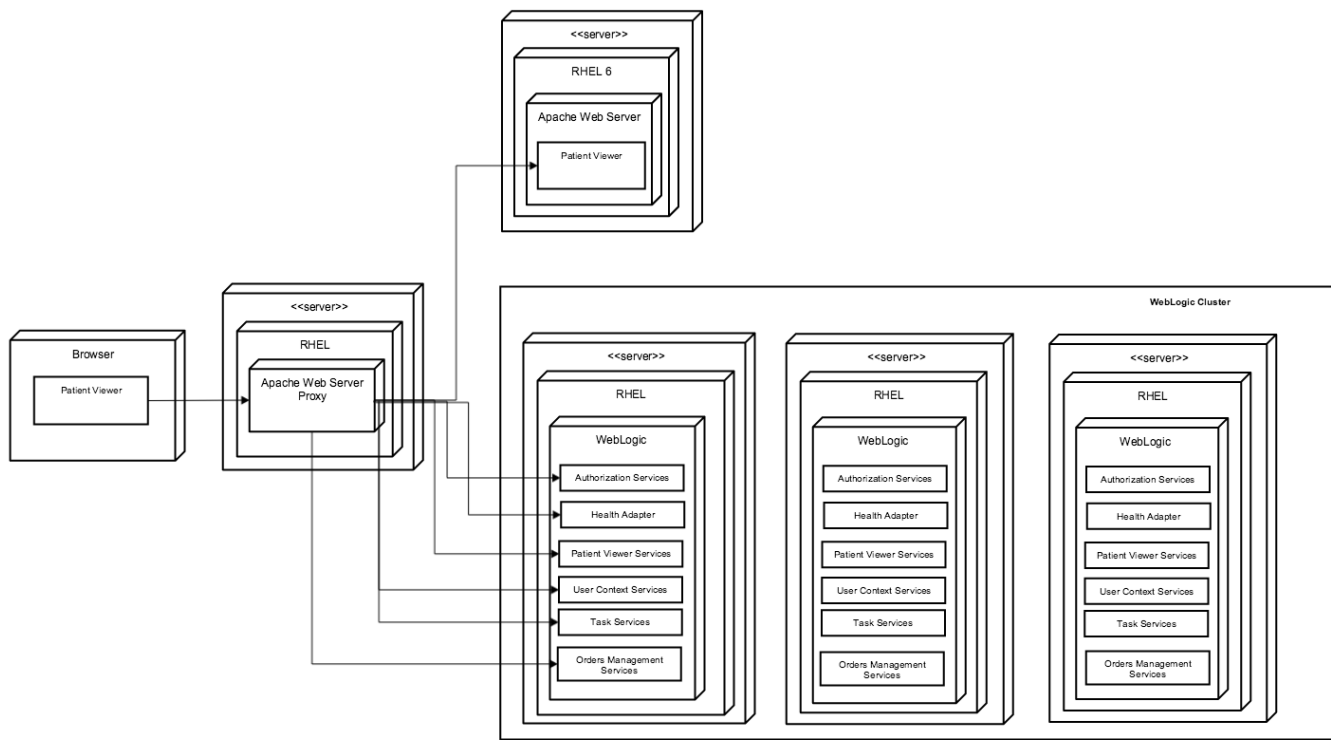 <<server>>
RHEL 6
Apache Web Server
Patient Viewer
Browser
Patient Viewer
<<server>>
RHEL
Apache Web Server
Proxy
WebLogic Cluster
<<server>>
RHEL
WebLogic
Authorization Services
Health Adapter
Patient Viewer Services
User Context Services
Task Services
Orders Management
Services
<<server>>
RHEL
WebLogic
Authorization Services
Health Adapter
Patient Viewer Services
User Context Services
Task Services
Orders Management
Services
<<server>>
RHEL
WebLogic
Authorization Services
Health Adapter
Patient Viewer Services
User Context Services
Task Services
Orders Management
Services